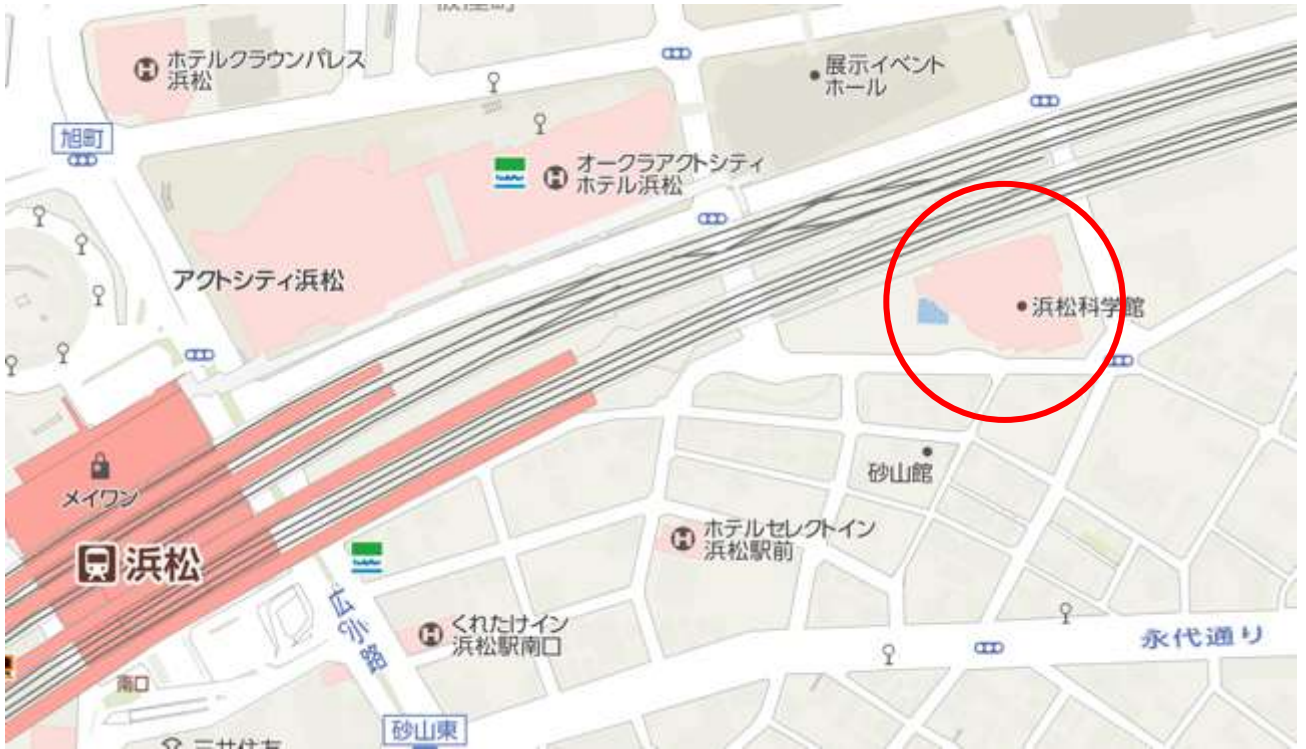 ホテルクラウンパレス
浜松
展示イベント
ホール
旭町
オークラアクトシティ
ホテル浜松
アクトシティ浜松
浜松科学館
メイワン
砂山館
浜松
ホテルセレクトイン
浜松駅前
広小路
くれたけイン
浜松駅南口
永代通り
南口
砂山東
三井住友